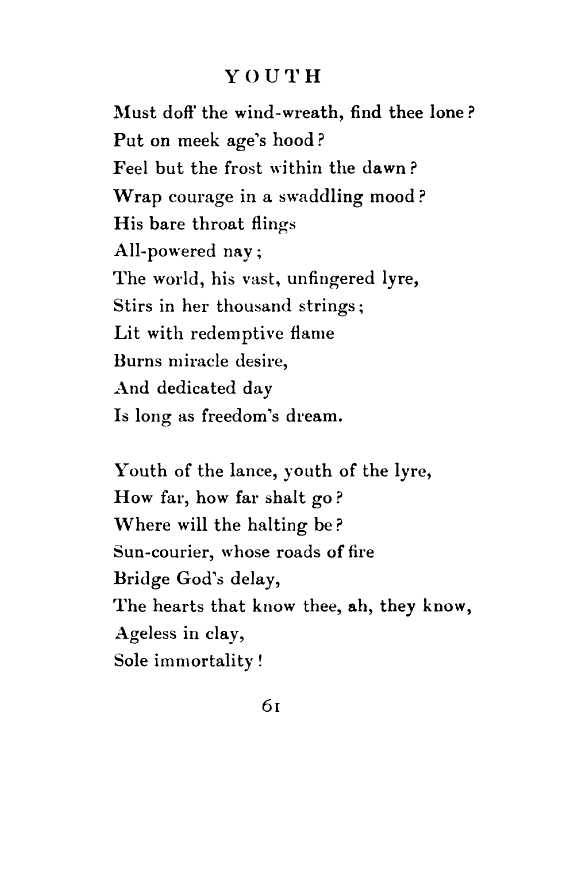 YOUTH
Must doff the wind-wreath, find thee lone?
Put on meek age's hood?
Feel but the frost within the dawn?
Wrap courage in a swaddling mood?
His bare throat flings
All-powered nay;
The world, his vast, unfingered lyre,
Stirs in her thousand strings;
Lit with redemptive flame
Burns miracle desire,
And dedicated day
Is long as freedom's dream.
Youth of the lance, youth of the lyre,
How far, how far shalt go?
Where will the halting be?
Sun-courier, whose roads of fire
Bridge God's delay,
The hearts that know thee, ah, they know,
Ageless in clay,
Sole immortality!
61